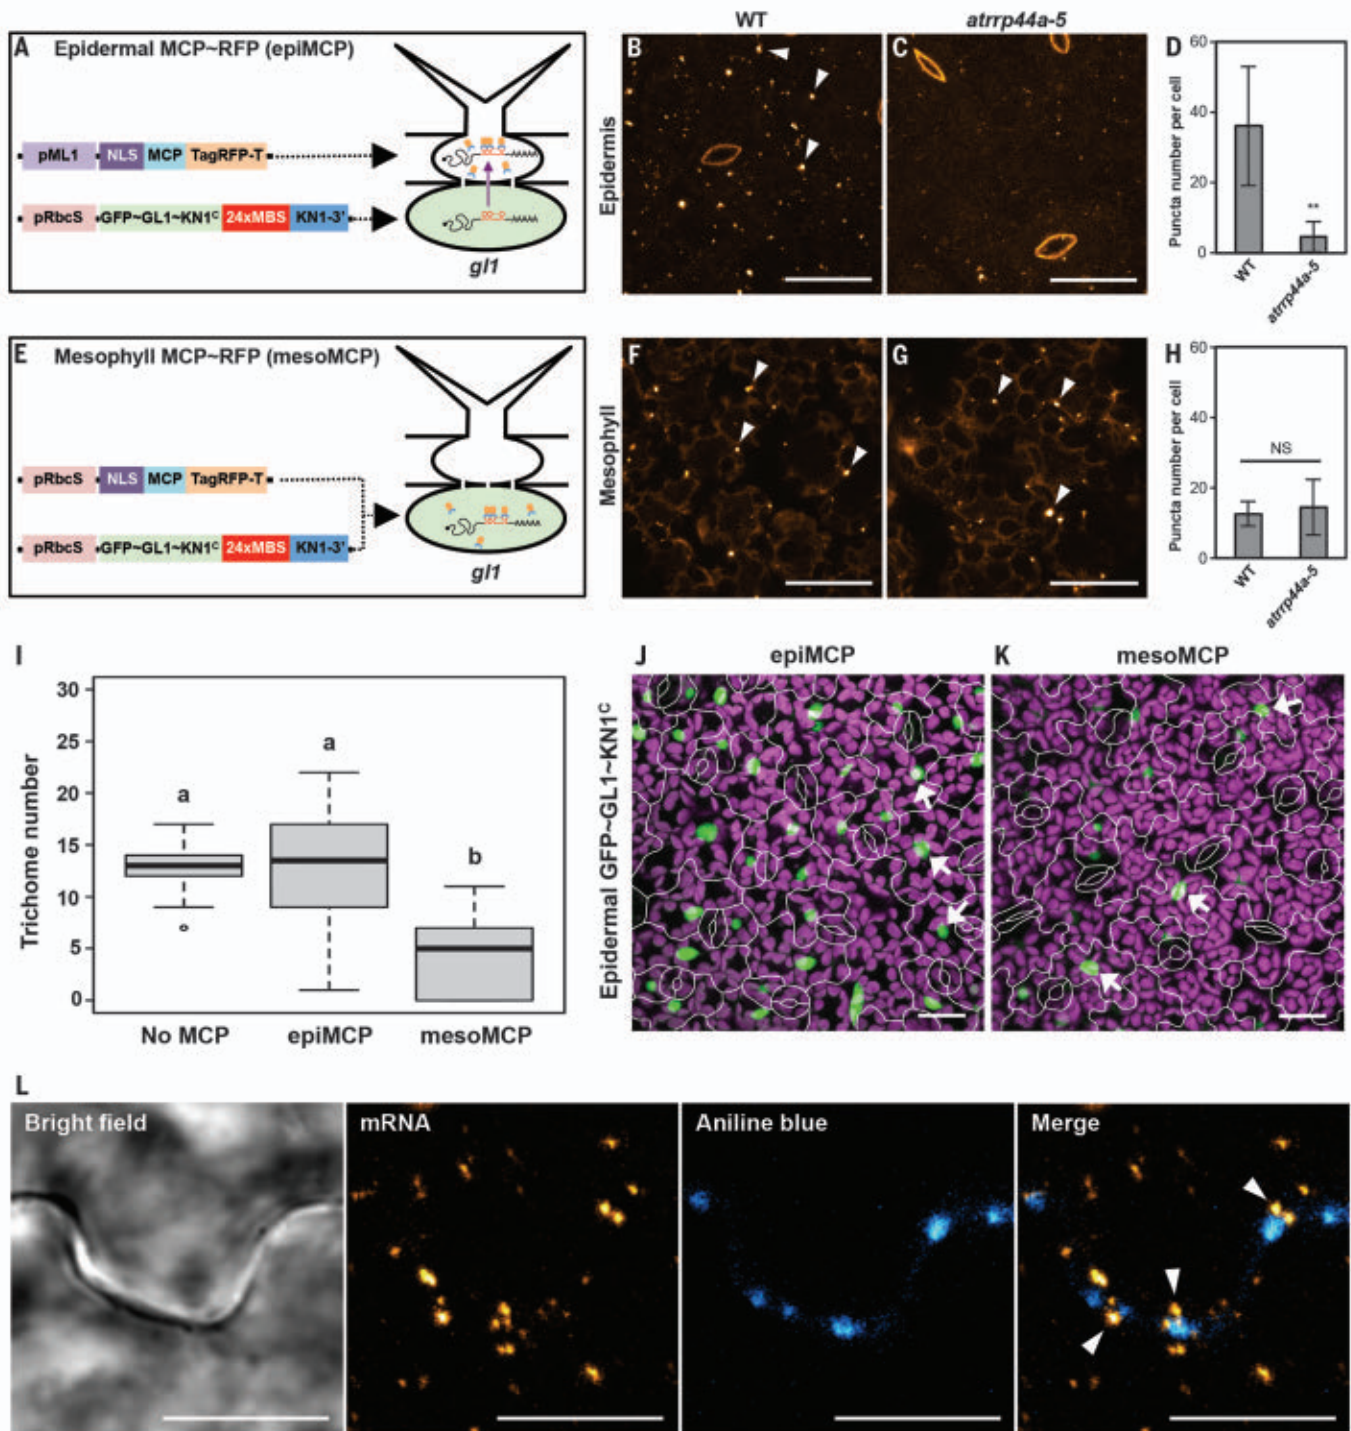 WT
atrrp44a-5
A Epidermal MCP~RFP (epiMCP)
pML1 NLS MCP TagRFP-T
pRbcS GFP~GL1~KN1C 24xMBS KN1-3'
gl1
Epidermis
B
C
D
Puncta number per cell
60
40
20
0
**
WT
atrrp44a-5
E Mesophyll MCP~RFP (mesoMCP)
pRbcS NLS MCP TagRFP-T
pRbcS GFP~GL1~KN1C 24xMBS KN1-3'
gl1
Mesophyll
F
G
H
Puncta number per cell
60
40
20
0
NS
WT
atrrp44a-5
I
Trichome number
30
25
20
15
10
5
0
a
a
b
No MCP epiMCP mesoMCP
Epidermal GFP~GL1~KN1C
J epiMCP
K mesoMCP
L
Bright field
mRNA
Aniline blue
Merge